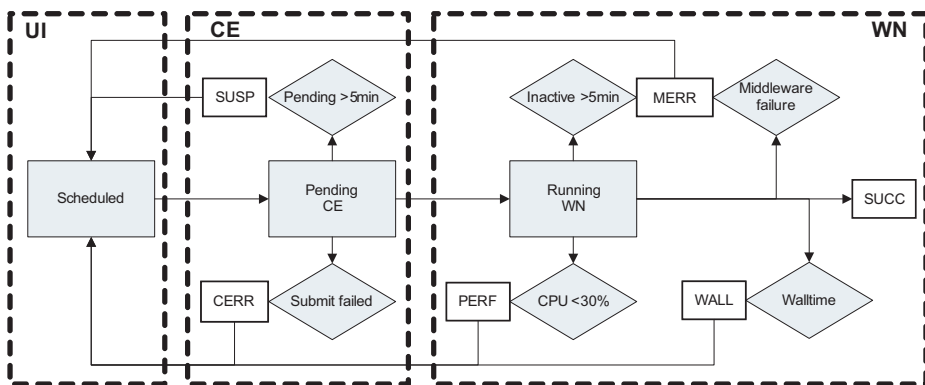 UI
CE
WN
SUSP
Pending >5min
Inactive >5min
MERR
Middleware
failure
Scheduled
Pending
CE
Running
WN
SUCC
CERR
Submit failed
PERF
CPU <30%
WALL
Walltime